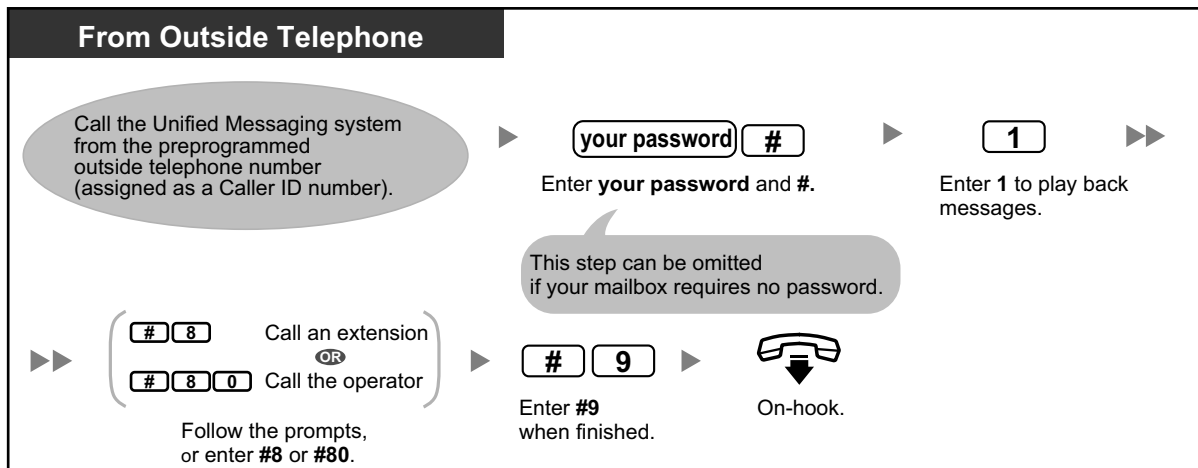 From Outside Telephone
Call the Unified Messaging system
from the preprogrammed
outside telephone number
(assigned as a Caller ID number).
your password #
Enter your password and #.
This step can be omitted
if your mailbox requires no password.
1
Enter 1 to play back
messages.
# 8 Call an extension
OR
# 8 0 Call the operator
Follow the prompts,
or enter #8 or #80.
# 9
Enter #9
when finished.
On-hook.